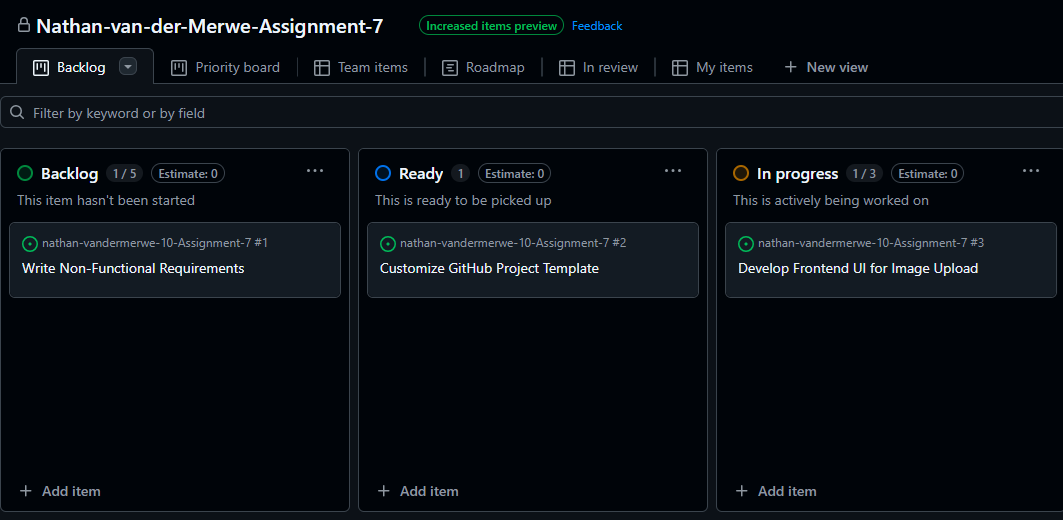 Nathan-van-der-Merwe-Assignment-7 Increased items preview Feedback
Backlog Priority board Team items Roadmap In review My items New view
Filter by keyword or by field
Backlog 1 / 5 Estimate: 0
This item hasn't been started
nathan-vandermerwe-10-Assignment-7 #1
Write Non-Functional Requirements
Add item
Ready 1 Estimate: 0
This is ready to be picked up
nathan-vandermerwe-10-Assignment-7 #2
Customize GitHub Project Template
Add item
In progress 1 / 3 Estimate: 0
This is actively being worked on
nathan-vandermerwe-10-Assignment-7 #3
Develop Frontend UI for Image Upload
Add item